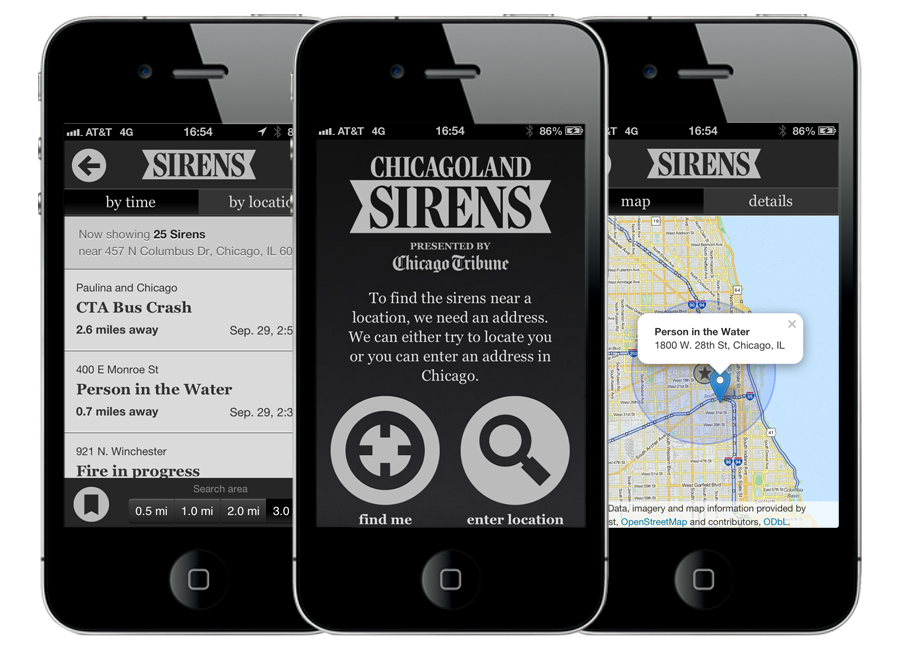 AT&T 4G 16:54 8
SIRENS
by time by locatio
Now showing 25 Sirens
near 457 N Columbus Dr, Chicago, IL 60
Paulina and Chicago
CTA Bus Crash
2.6 miles away Sep. 29, 2:5
400 E Monroe St
Person in the Water
0.7 miles away Sep. 29, 2:3
921 N. Winchester
Fire in progress
Search area
0.5 mi 1.0 mi 2.0 mi 3.0
AT&T 4G 16:54 86%
CHICAGOLAND
SIRENS
PRESENTED BY
Chicago Tribune
To find the sirens near a
location, we need an address.
We can either try to locate you
or you can enter an address in
Chicago.
find me enter location
T 4G 16:54 86%
SIRENS
map details
Person in the Water
1800 W. 28th St, Chicago, IL
Data, imagery and map information provided by
st, OpenStreetMap and contributors, ODbL.